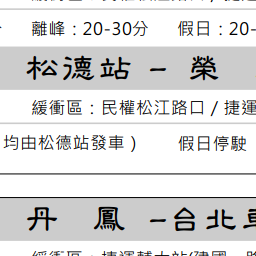 離峰：20-30分 假日：20-
松德站 – 榮
緩衝區：民權松江路口 / 捷運
均由松德站發車 ) 假日停駛
丹 鳳 –台北車